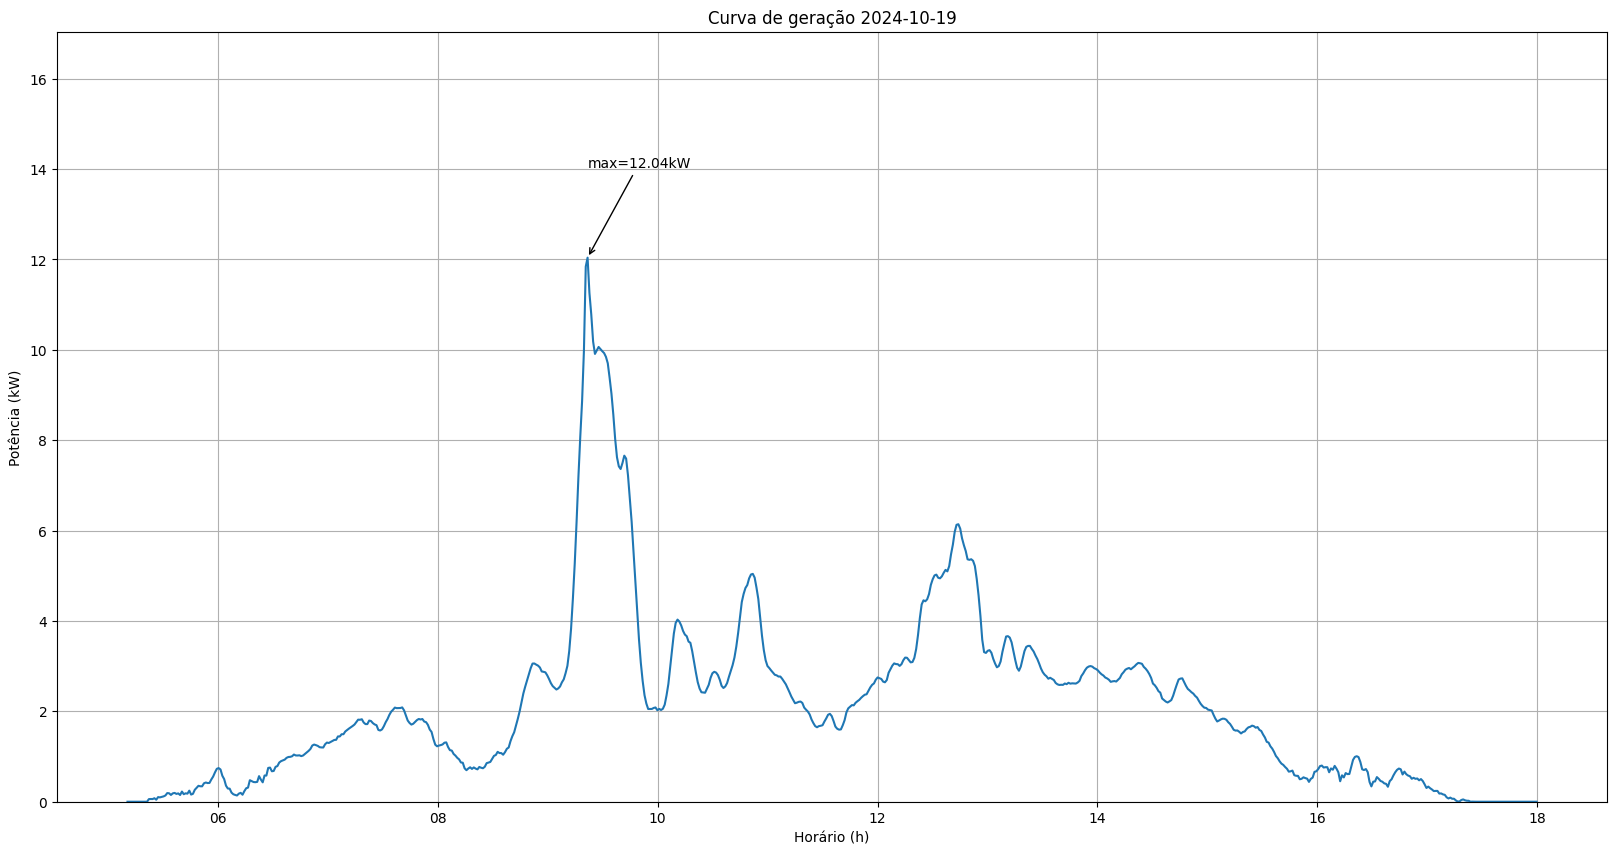 Curva de geração 2024-10-19
16
14
12
10
8
6
4
2
0
Potência (kW)
max=12.04kW
06 08 10 12 14 16 18
Horário (h)